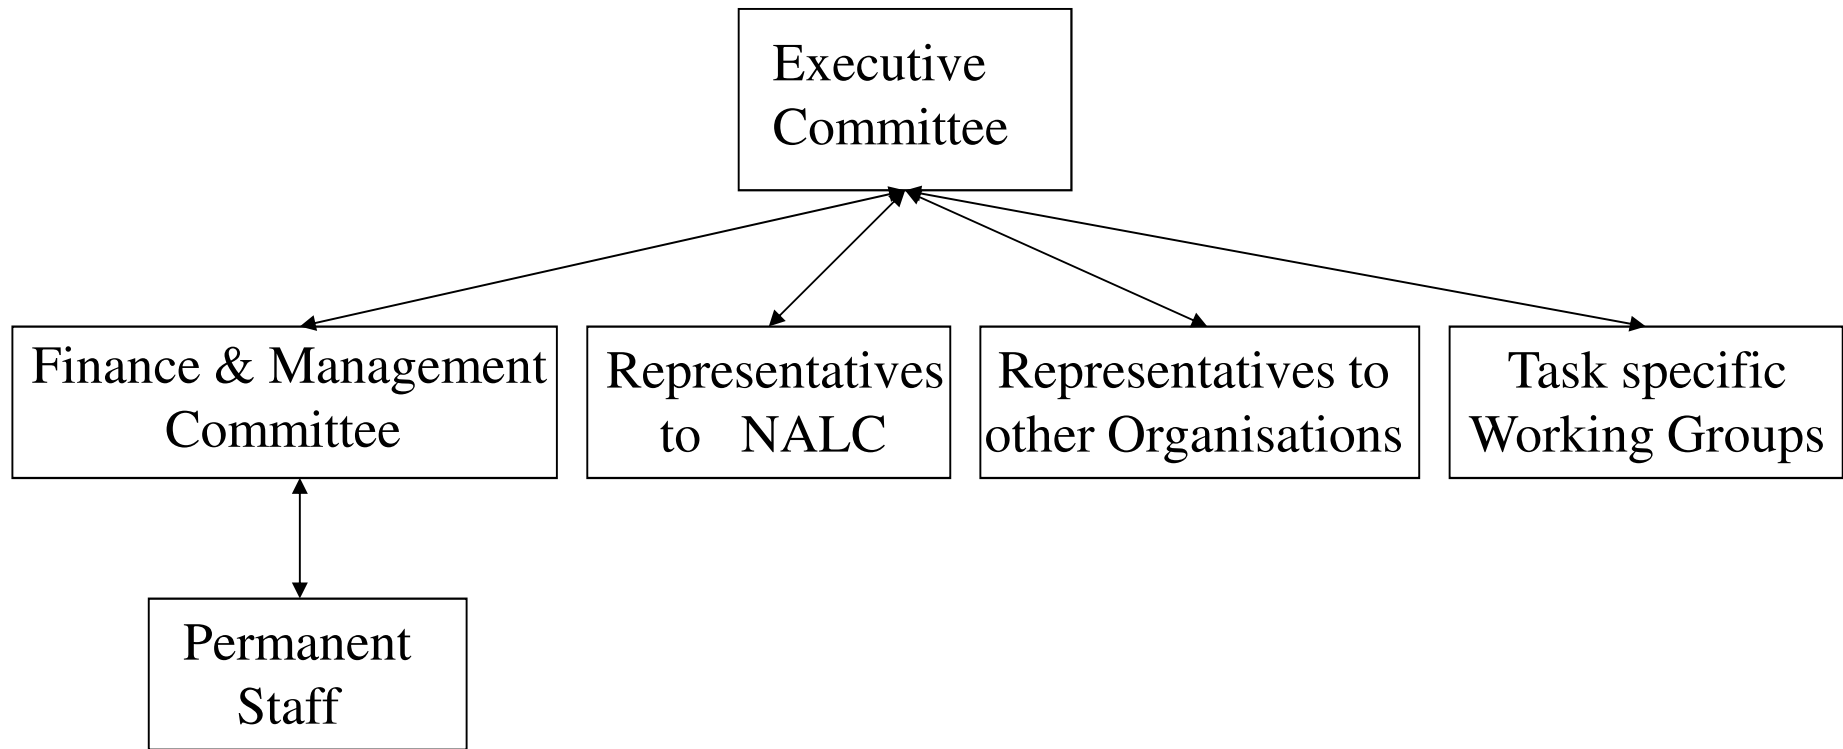 Executive
Committee
Finance & Management
Committee
Representatives
to NALC
Representatives to
other Organisations
Task specific
Working Groups
Permanent
Staff